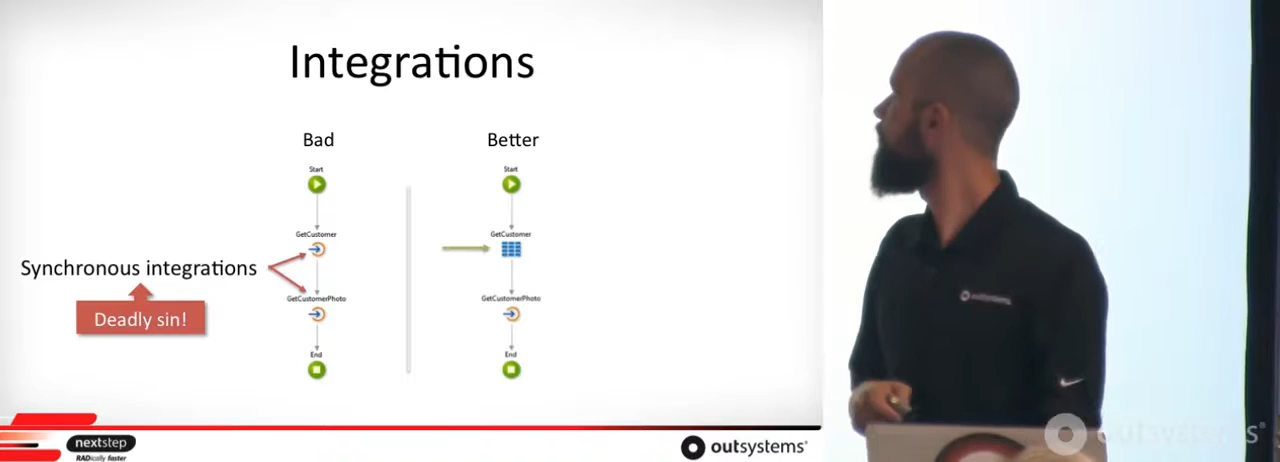 Integrations
Bad
Better
Start
Start
GetCustomer
GetCustomer
Synchronous integrations
Deadly sin!
GetCustomerPhoto
GetCustomerPhoto
End
End
nextstep
RADically faster
outsystems®
outsystems
outsystems®